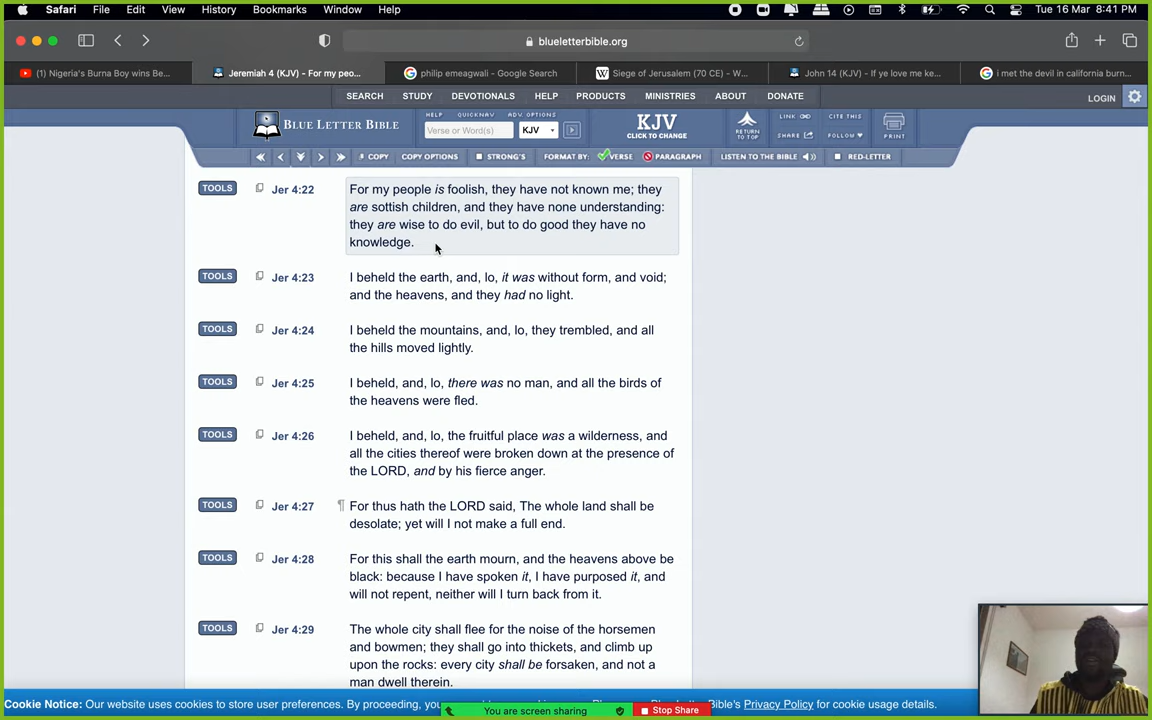 Safari File Edit View History Bookmarks Window Help Tue 16 Mar 8:41 PM
blueletterbible.org
(1) Nigeria's Burna Boy wins Be... Jeremiah 4 (KJV) - For my peo... philip emeagwali - Google Search Siege of Jerusalem (70 CE) - W... John 14 (KJV) - If ye love me ke... i met the devil in california burn...
SEARCH STUDY DEVOTIONALS HELP PRODUCTS MINISTRIES ABOUT DONATE LOGIN
BLUE LETTER BIBLE
HELP QUICKNAV ADV. OPTIONS
Verse or Word(s) KJV
KJV
CLICK TO CHANGE
RETURN TO TOP
LINK CITE THIS
SHARE FOLLOW
PRINT
COPY COPY OPTIONS STRONG'S FORMAT BY: VERSE PARAGRAPH LISTEN TO THE BIBLE RED-LETTER
TOOLS Jer 4:22 For my people is foolish, they have not known me; they
are sottish children, and they have none understanding:
they are wise to do evil, but to do good they have no
knowledge.
TOOLS Jer 4:23 I beheld the earth, and, lo, it was without form, and void;
and the heavens, and they had no light.
TOOLS Jer 4:24 I beheld the mountains, and, lo, they trembled, and all
the hills moved lightly.
TOOLS Jer 4:25 I beheld, and, lo, there was no man, and all the birds of
the heavens were fled.
TOOLS Jer 4:26 I beheld, and, lo, the fruitful place was a wilderness, and
all the cities thereof were broken down at the presence of
the LORD, and by his fierce anger.
TOOLS Jer 4:27 ¶ For thus hath the LORD said, The whole land shall be
desolate; yet will I not make a full end.
TOOLS Jer 4:28 For this shall the earth mourn, and the heavens above be
black: because I have spoken it, I have purposed it, and
will not repent, neither will I turn back from it.
TOOLS Jer 4:29 The whole city shall flee for the noise of the horsemen
and bowmen; they shall go into thickets, and climb up
upon the rocks: every city shall be forsaken, and not a
man dwell therein.
Cookie Notice: Our website uses cookies to store user preferences. By proceeding, you Bible's Privacy Policy for cookie usage details.
You are screen sharing Stop Share